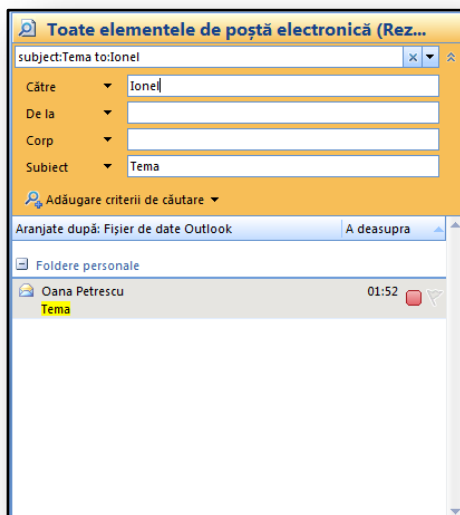 Toate elementele de poștă electronică (Rez...
subject:Tema to:Ionel
Către Ionel
De la
Corp
Subiect Tema
Adăugare criterii de căutare
Aranjate după: Fișier de date Outlook A deasupra
Foldere personale
Oana Petrescu 01:52
Tema